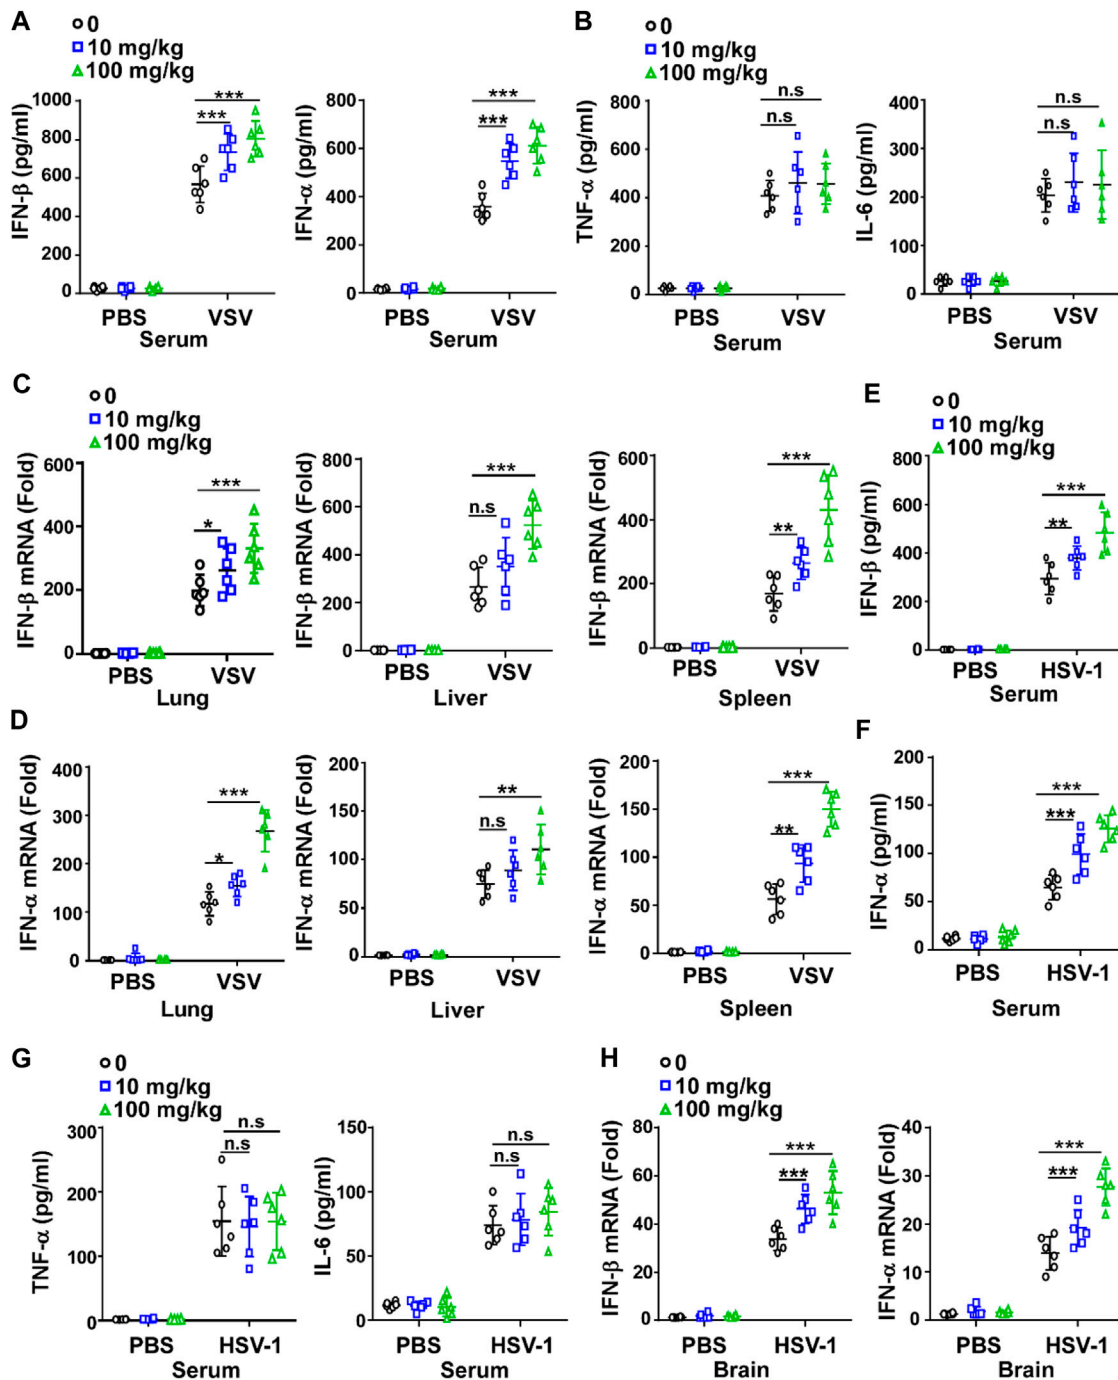 A
0
10 mg/kg
100 mg/kg
IFN-β (pg/ml)
1000
800
600
400
200
0
***
***
PBS VSV
Serum
IFN-α (pg/ml)
800
600
400
200
0
***
***
PBS VSV
Serum
B
0
10 mg/kg
100 mg/kg
TNF-α (pg/ml)
800
600
400
200
0
n.s
n.s
PBS VSV
Serum
IL-6 (pg/ml)
400
300
200
100
0
n.s
n.s
PBS VSV
Serum
C
0
10 mg/kg
100 mg/kg
IFN-β mRNA (Fold)
600
400
200
0
***
*
PBS VSV
Lung
IFN-β mRNA (Fold)
800
600
400
200
0
***
n.s
PBS VSV
Liver
IFN-β mRNA (Fold)
600
400
200
0
***
**
PBS VSV
Spleen
E
0
10 mg/kg
100 mg/kg
IFN-β (pg/ml)
800
600
400
200
0
***
**
PBS HSV-1
Serum
D
IFN-α mRNA (Fold)
400
300
200
100
0
***
*
PBS VSV
Lung
IFN-α mRNA (Fold)
200
150
100
50
0
**
n.s
PBS VSV
Liver
IFN-α mRNA (Fold)
200
150
100
50
0
***
**
PBS VSV
Spleen
F
IFN-α (pg/ml)
200
150
100
50
0
***
***
PBS HSV-1
Serum
G
0
10 mg/kg
100 mg/kg
TNF-α (pg/ml)
300
200
100
0
n.s
n.s
PBS HSV-1
Serum
IL-6 (pg/ml)
150
100
50
0
n.s
n.s
PBS HSV-1
Serum
H
0
10 mg/kg
100 mg/kg
IFN-β mRNA (Fold)
80
60
40
20
0
***
***
PBS HSV-1
Brain
IFN-α mRNA (Fold)
40
30
20
10
0
***
***
PBS HSV-1
Brain